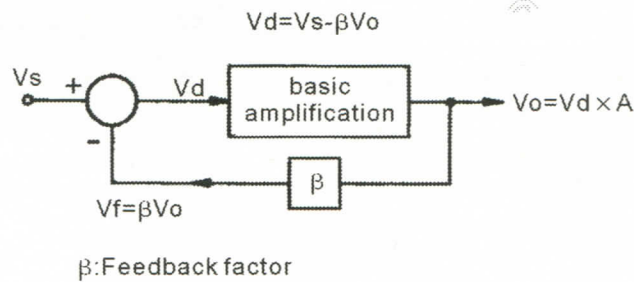 Vd=Vs-βVo
Vs
+
Vd
basic
amplification
Vo=Vd×A
-
β
Vf=βVo
β:Feedback factor